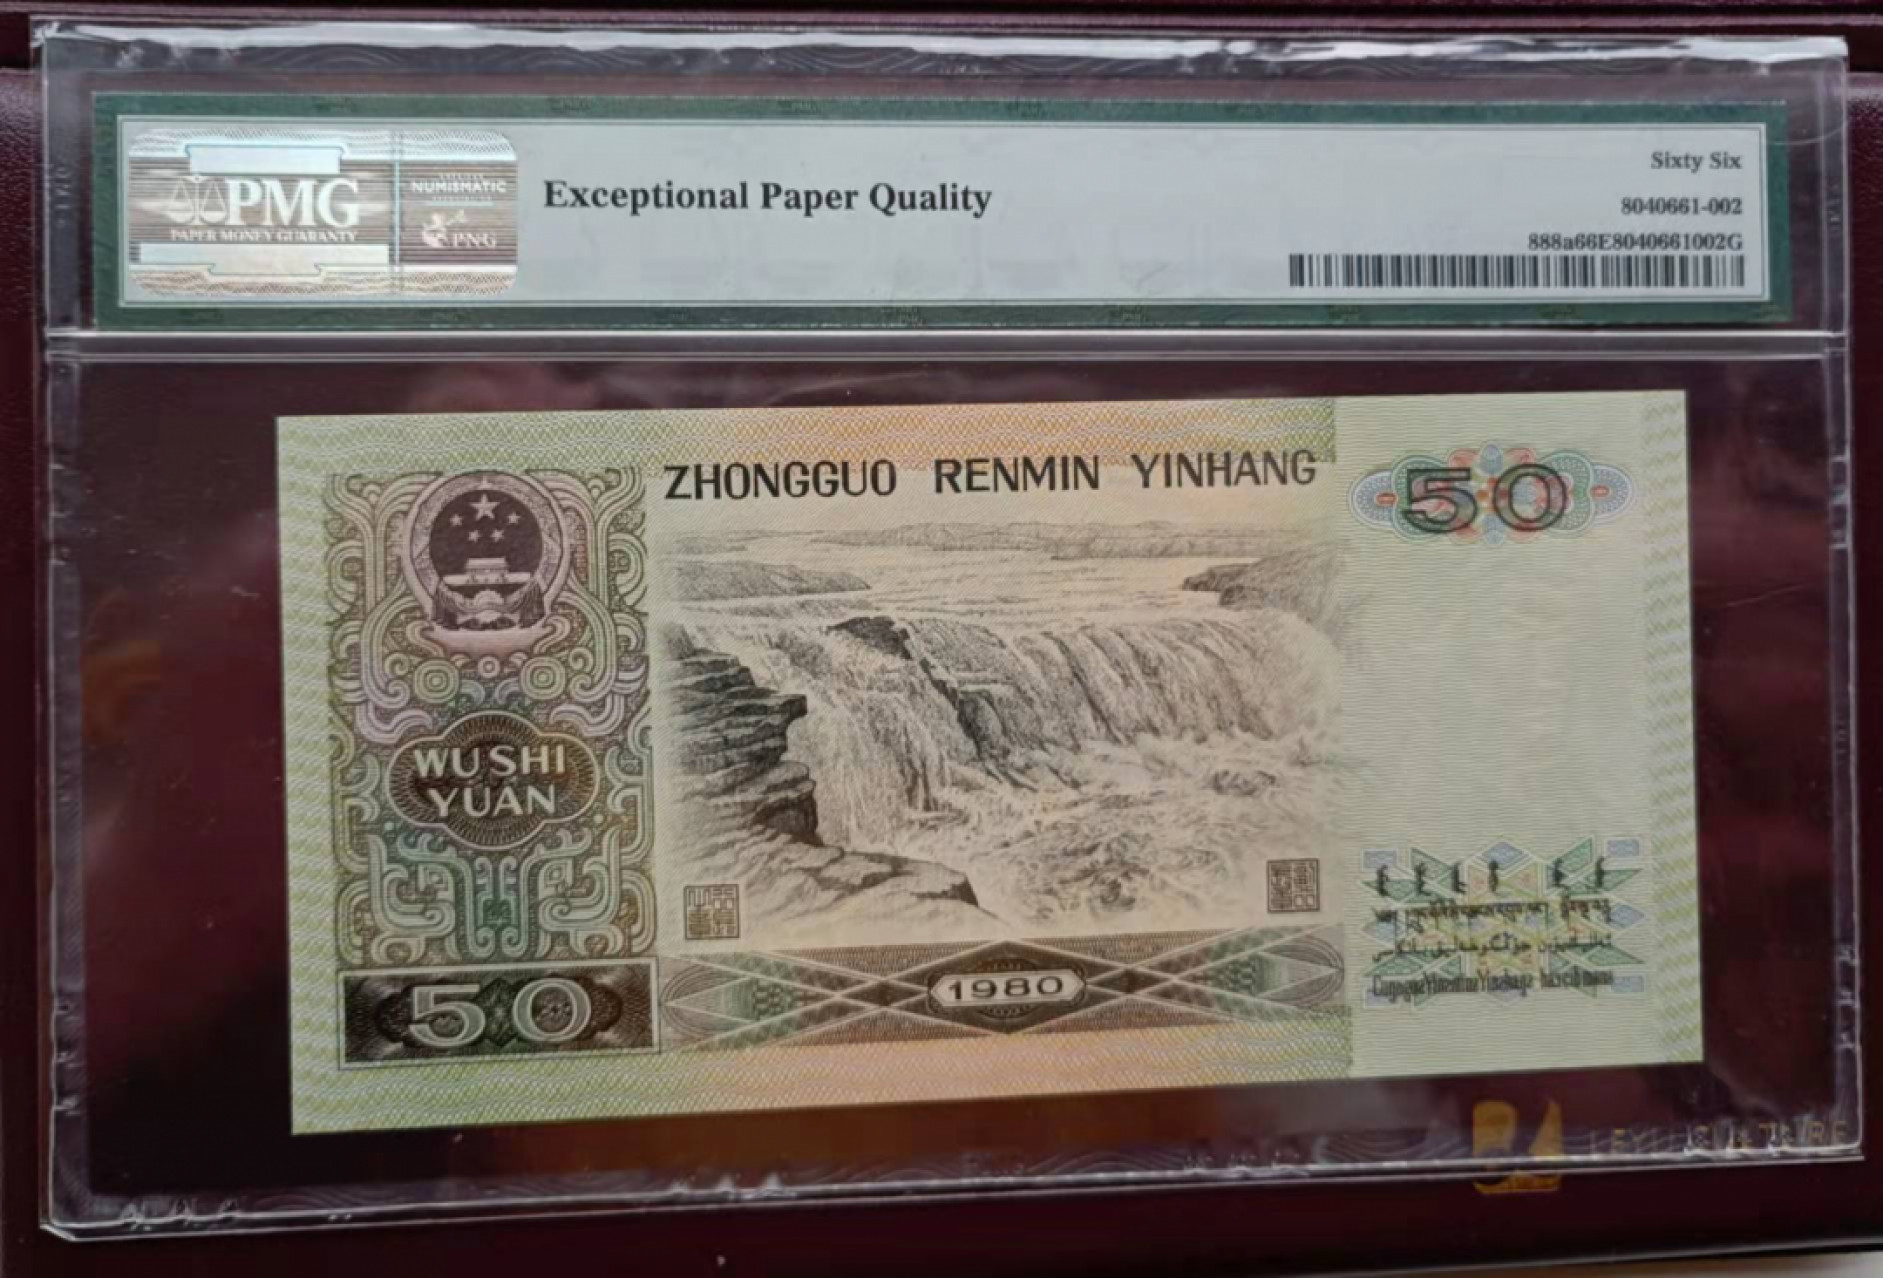 PMG
PAPER MONEY GUARANTY
NUMISMATIC
PNG
Exceptional Paper Quality
Sixty Six
8040661-002
888a66E8040661002G
ZHONGGUO RENMIN YINHANG
50
WU SHI
YUAN
50
1980